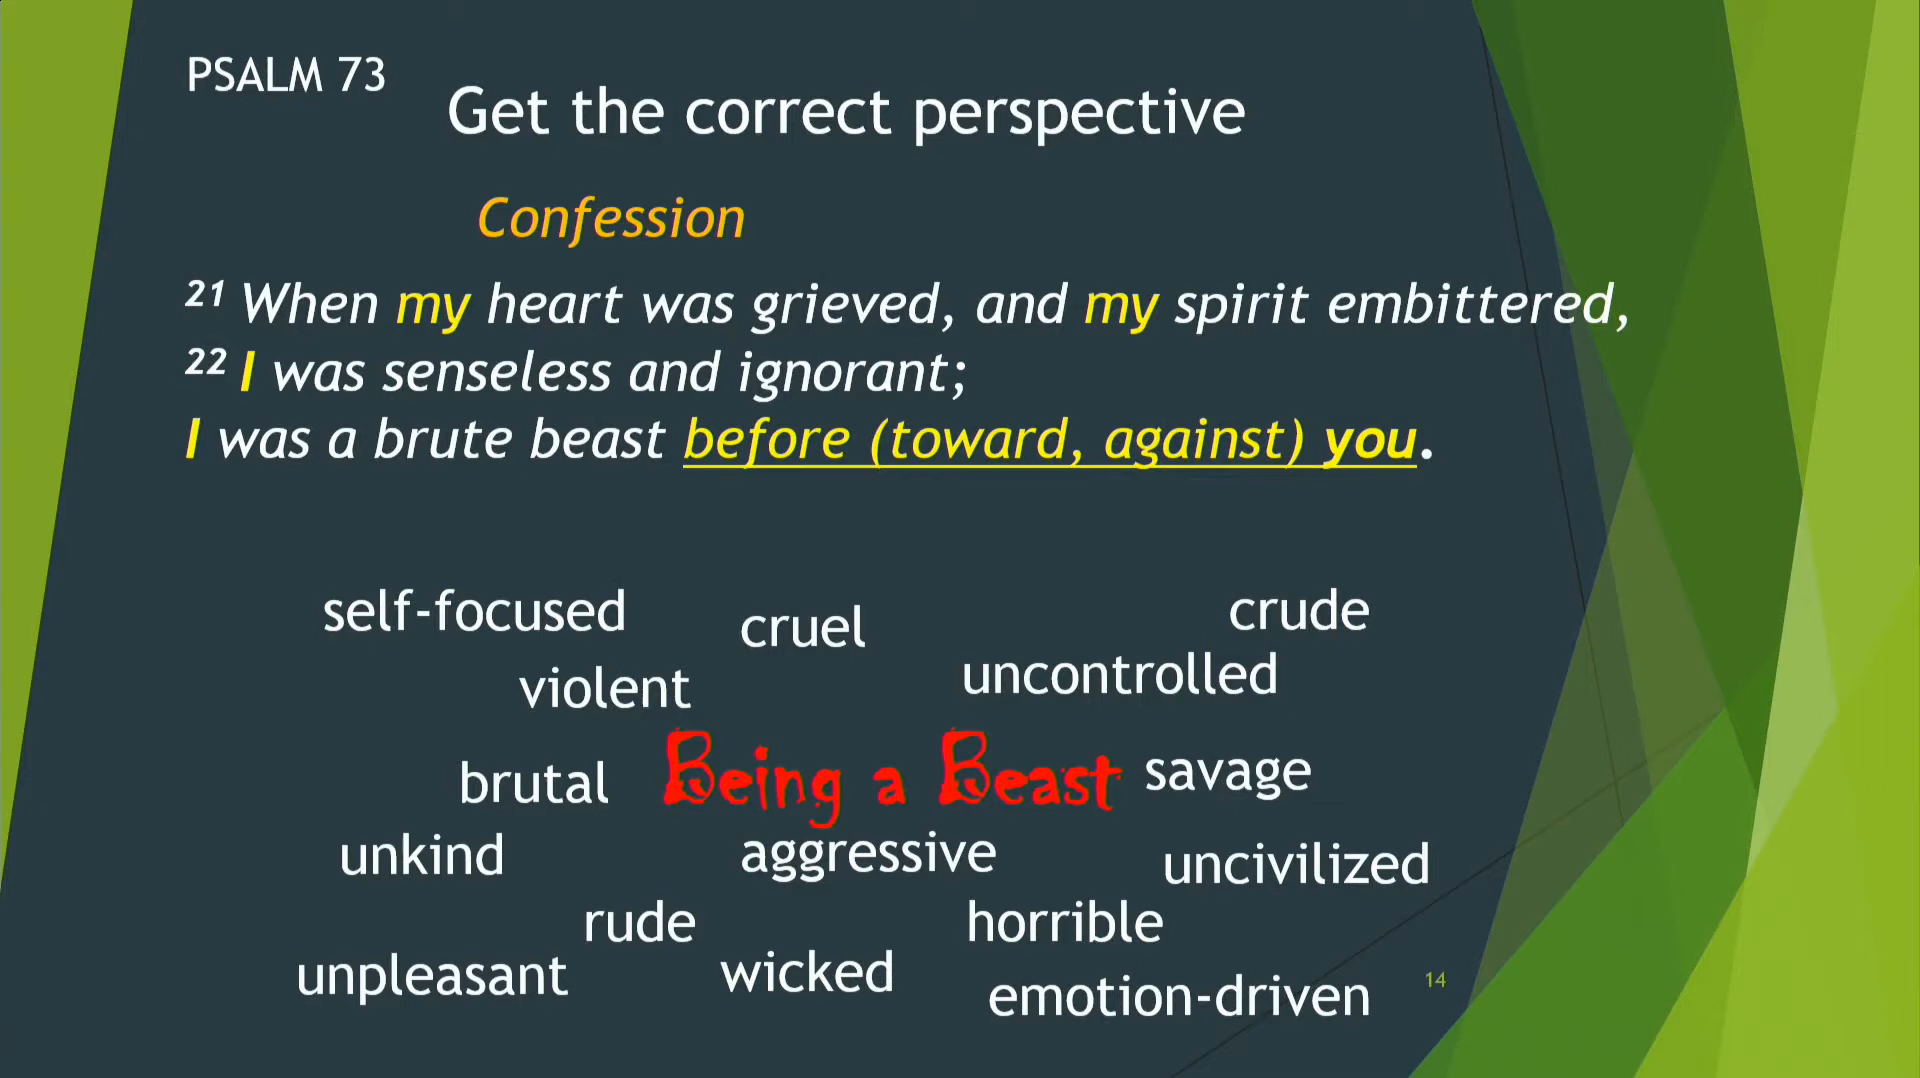 PSALM 73
Get the correct perspective
Confession
21 When my heart was grieved, and my spirit embittered,
22 I was senseless and ignorant;
I was a brute beast before (toward, against) you.
self-focused cruel crude
violent uncontrolled
brutal Being a Beast savage
unkind aggressive uncivilized
rude horrible
unpleasant wicked emotion-driven
14